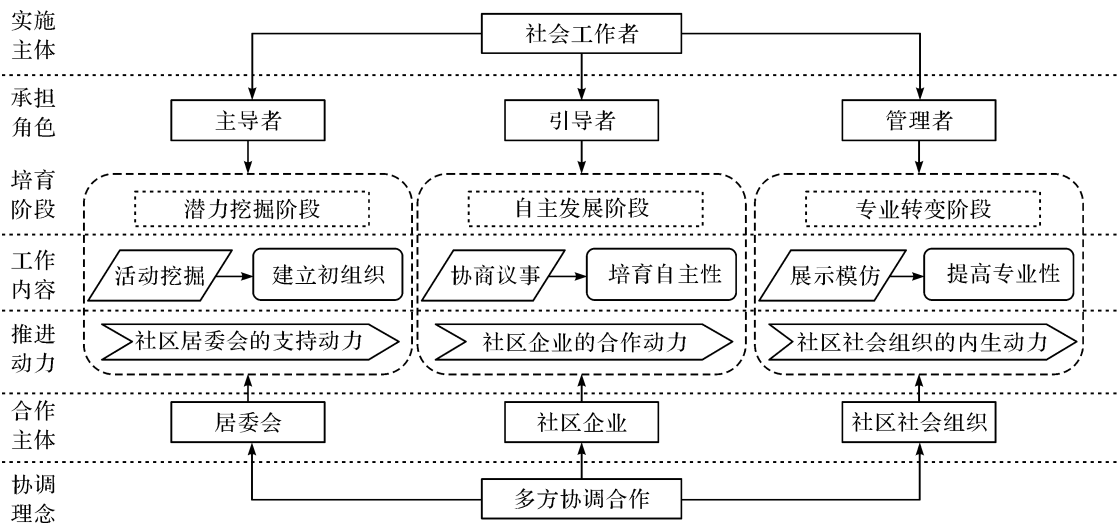 实施
主体
社会工作者
承担
角色
主导者
引导者
管理者
培育
阶段
潜力挖掘阶段
自主发展阶段
专业转变阶段
工作
内容
活动挖掘
建立初组织
协商议事
培育自主性
展示模仿
提高专业性
推进
动力
社区居委会的支持动力
社区企业的合作动力
社区社会组织的内生动力
合作
主体
居委会
社区企业
社区社会组织
协调
理念
多方协调合作